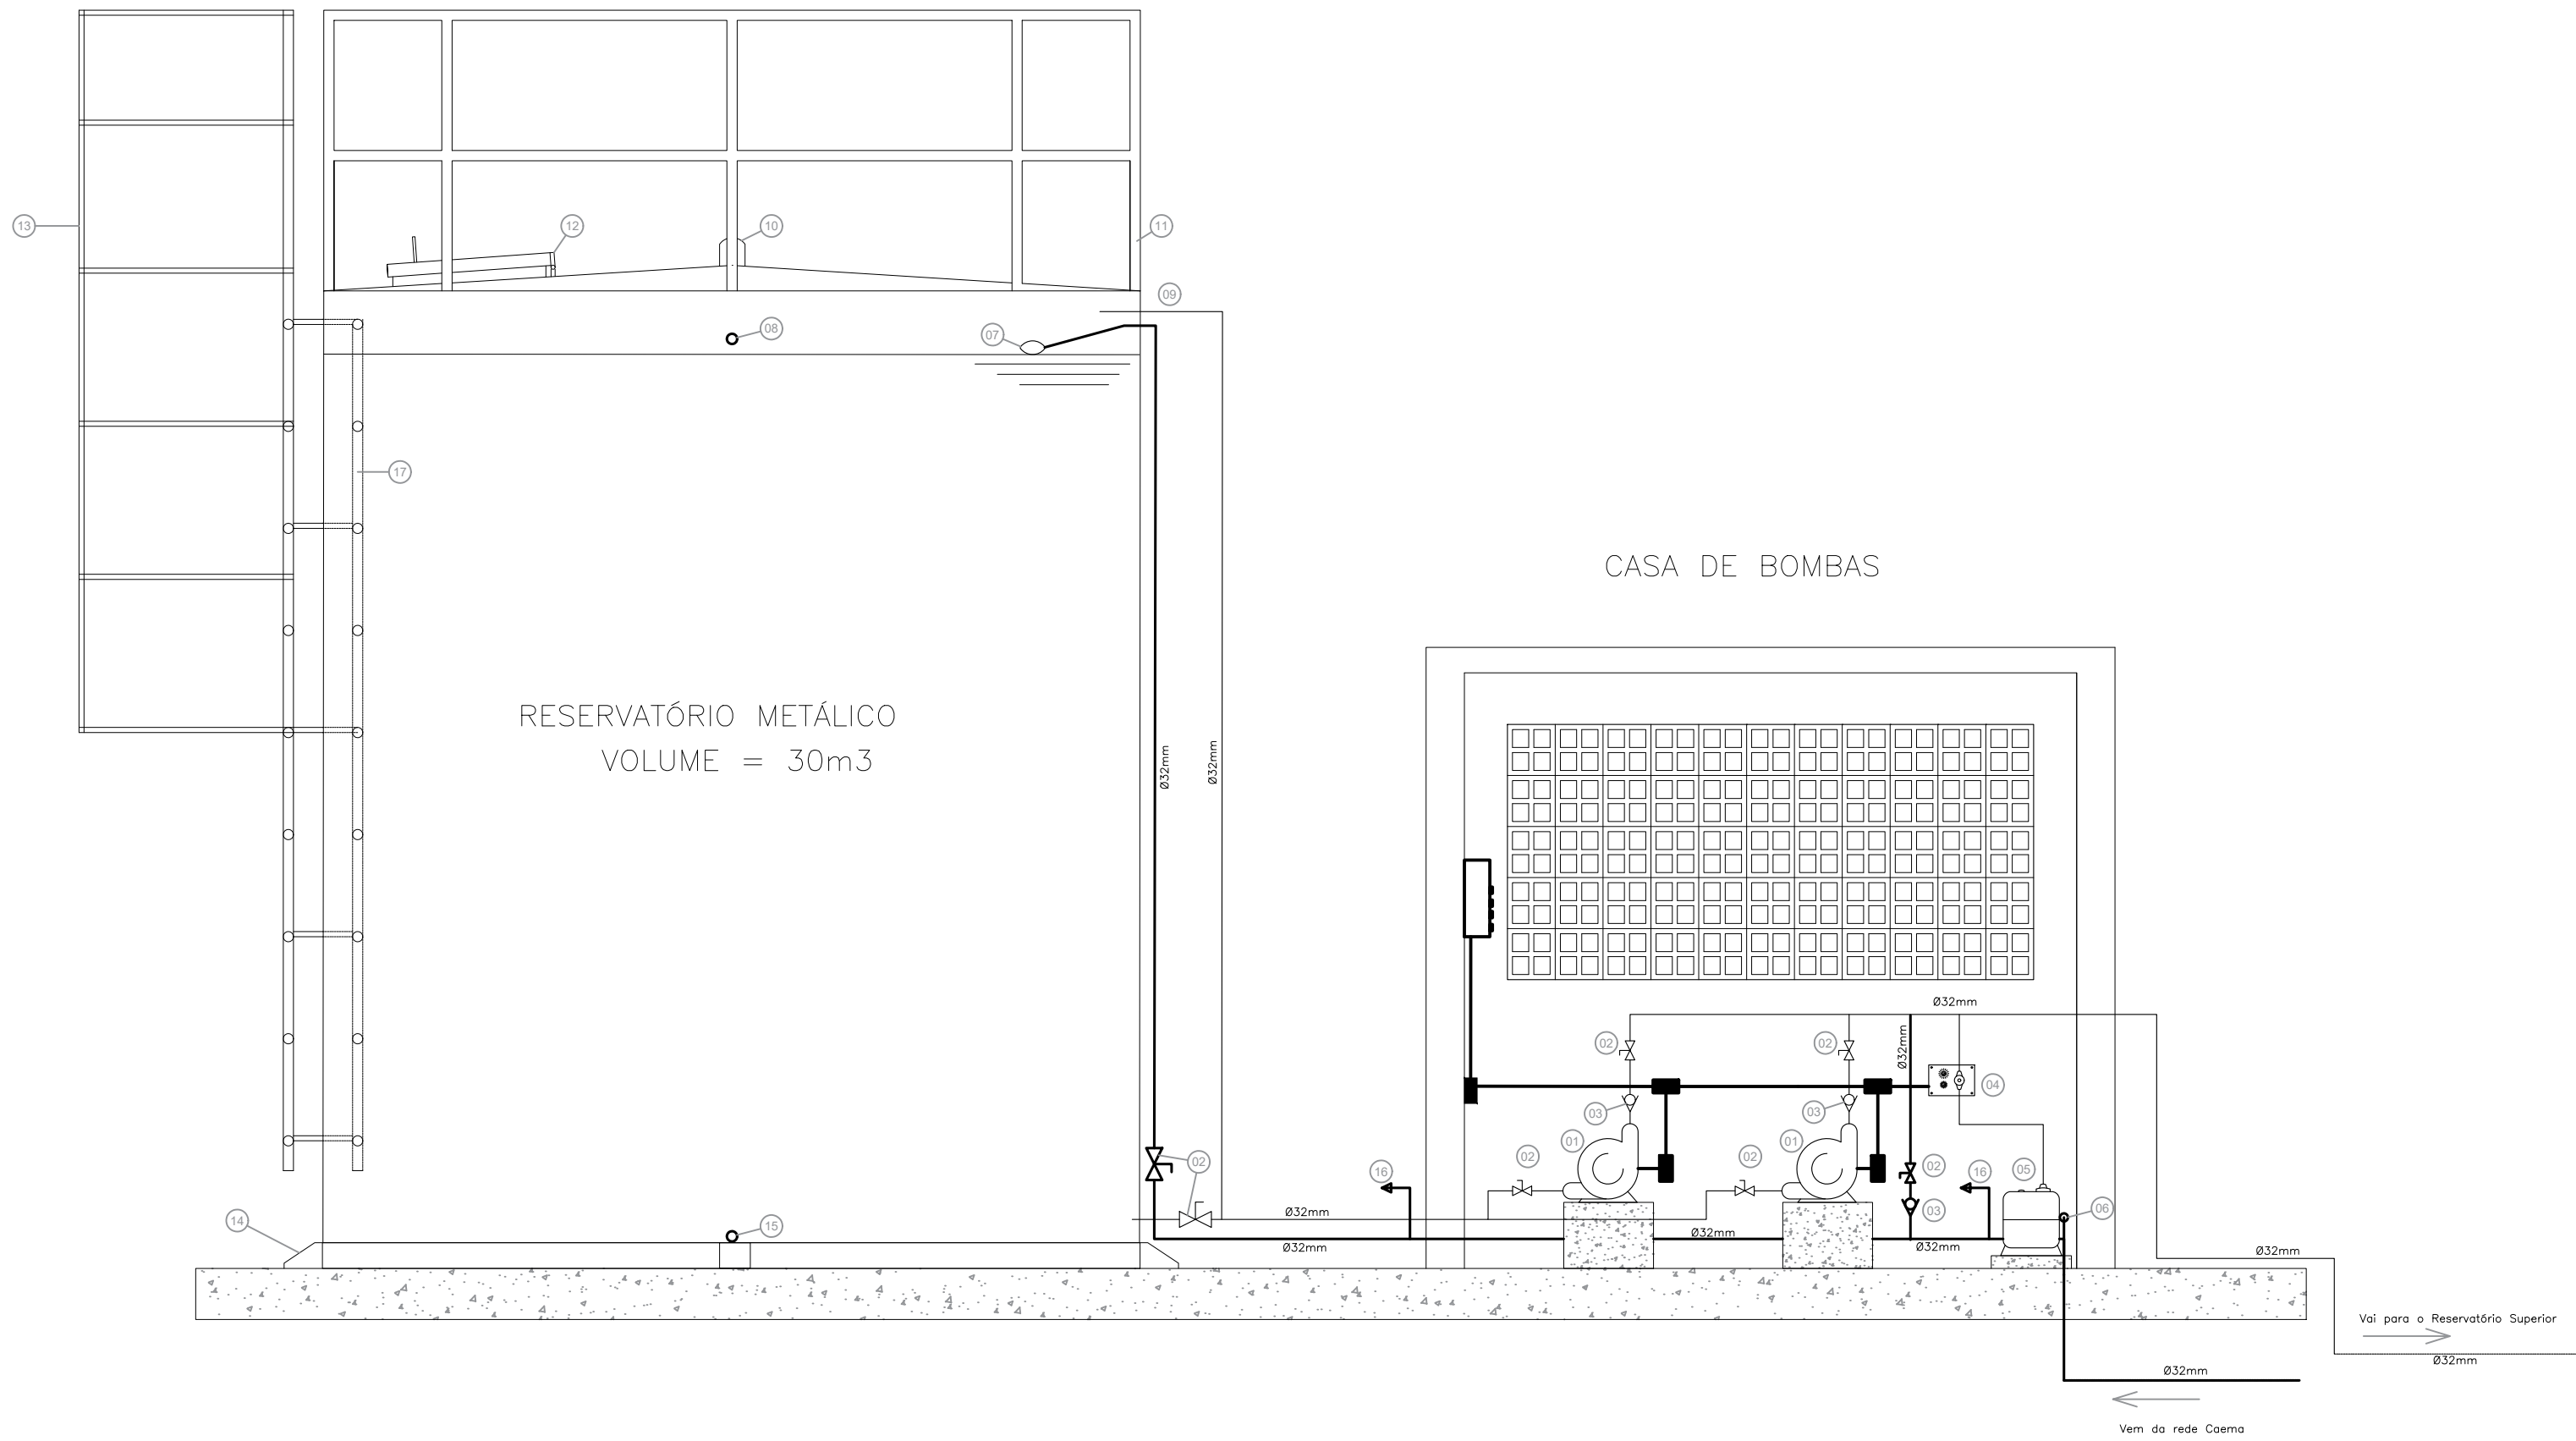 13
12
10
11
09
08
07
17
CASA DE BOMBAS
RESERVATÓRIO METÁLICO
VOLUME = 30m3
Ø32mm
Ø32mm
Ø32mm
02
02
Ø32mm
04
03
03
01
01
02
02
02
16
02
16
05
06
03
14
15
Ø32mm
Ø32mm
Ø32mm
Ø32mm
Ø32mm
Vai para o Reservatório Superior
Ø32mm
Ø32mm
Vem da rede Caema